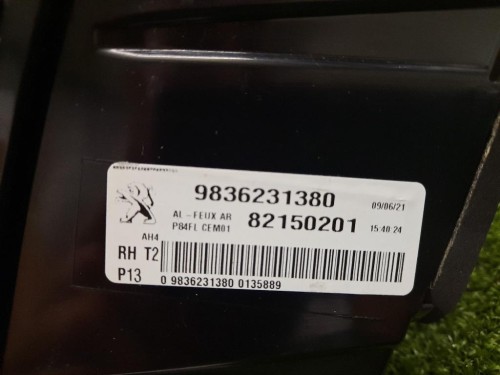 9836231380 09/06/21
AL - FEUX AR 82150201 15:40:24
P84FL CEM01
AH4
RH T2
P13 0 9836231380 0135889